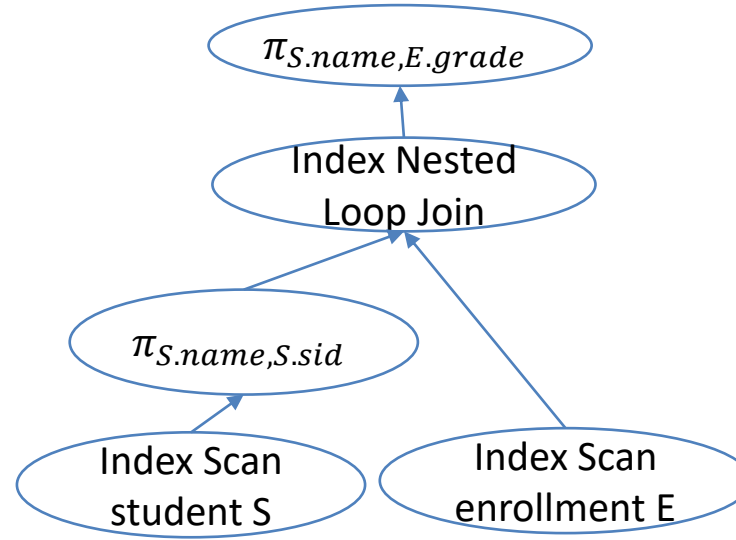 π_{S.name,E.grade}
Index Nested
Loop Join
π_{S.name,S.sid}
Index Scan
student S
Index Scan
enrollment E